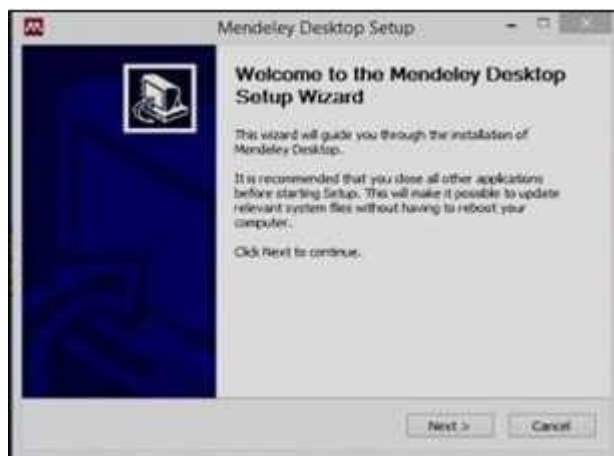 Mendeley Desktop Setup
Welcome to the Mendeley Desktop
Setup Wizard
This wizard will guide you through the installation of
Mendeley Desktop.
It is recommended that you close all other applications
before starting Setup. This will make it possible to update
relevant system files without having to reboot your
computer.
Click Next to continue.
Next >
Cancel